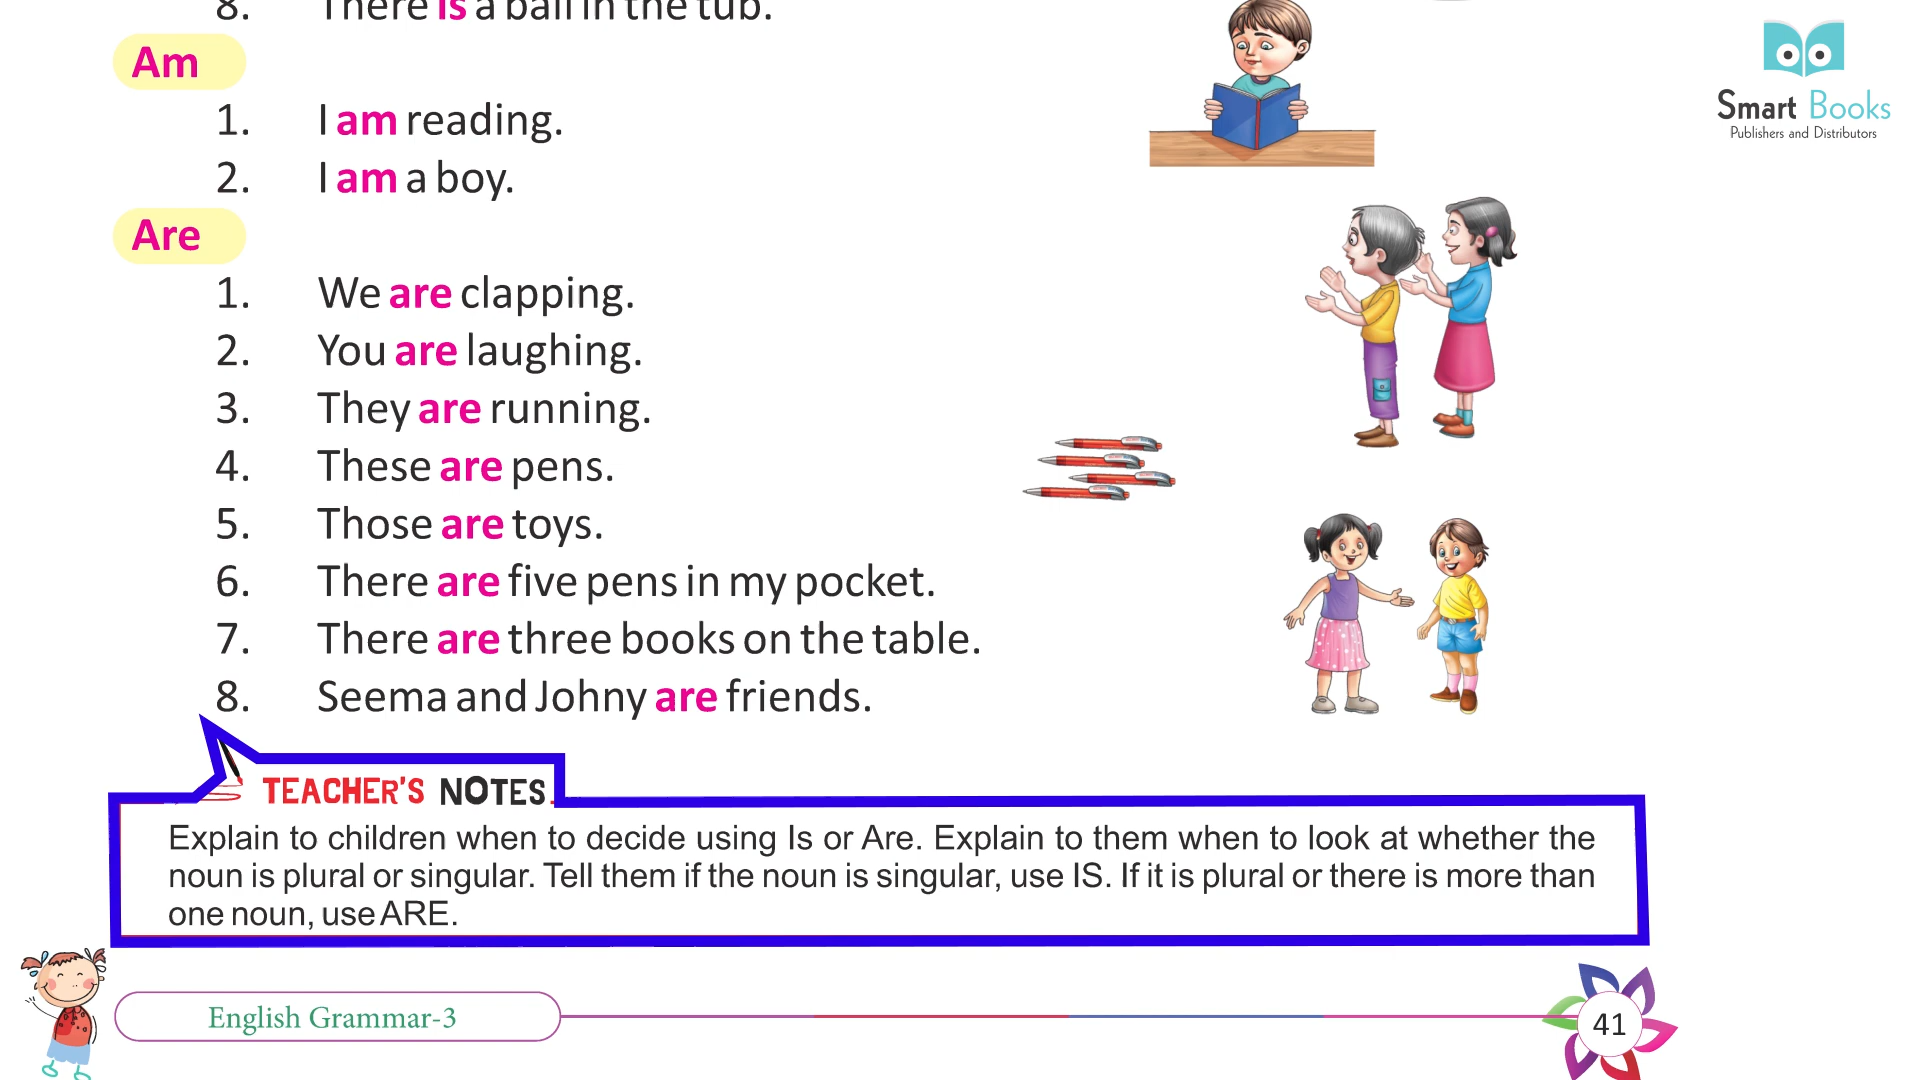 8. There is a ball in the tub.
Am
1. I am reading.
2. I am a boy.
Are
1. We are clapping.
2. You are laughing.
3. They are running.
4. These are pens.
5. Those are toys.
6. There are five pens in my pocket.
7. There are three books on the table.
8. Seema and Johny are friends.
TEACHER'S NOTES
Explain to children when to decide using Is or Are. Explain to them when to look at whether the
noun is plural or singular. Tell them if the noun is singular, use IS. If it is plural or there is more than
one noun, use ARE.
English Grammar-3
41
Smart Books
Publishers and Distributors